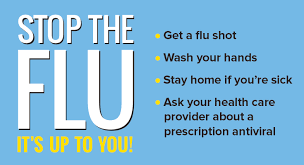 STOP THE
FLU
IT'S UP TO YOU!
Get a flu shot
Wash your hands
Stay home if you're sick
Ask your health care
provider about a
prescription antiviral